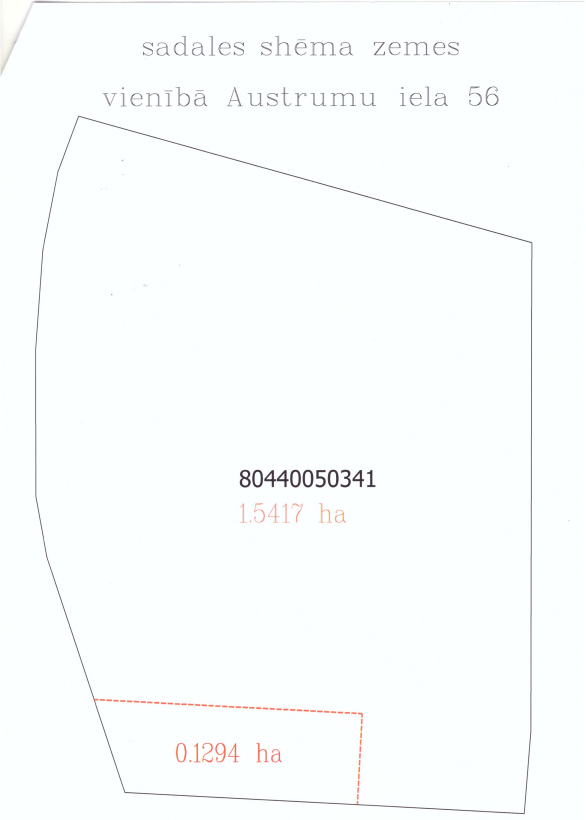 sadales shēma zemes
vienībā Austrumu iela 56
80440050341
1.5417 ha
0.1294 ha